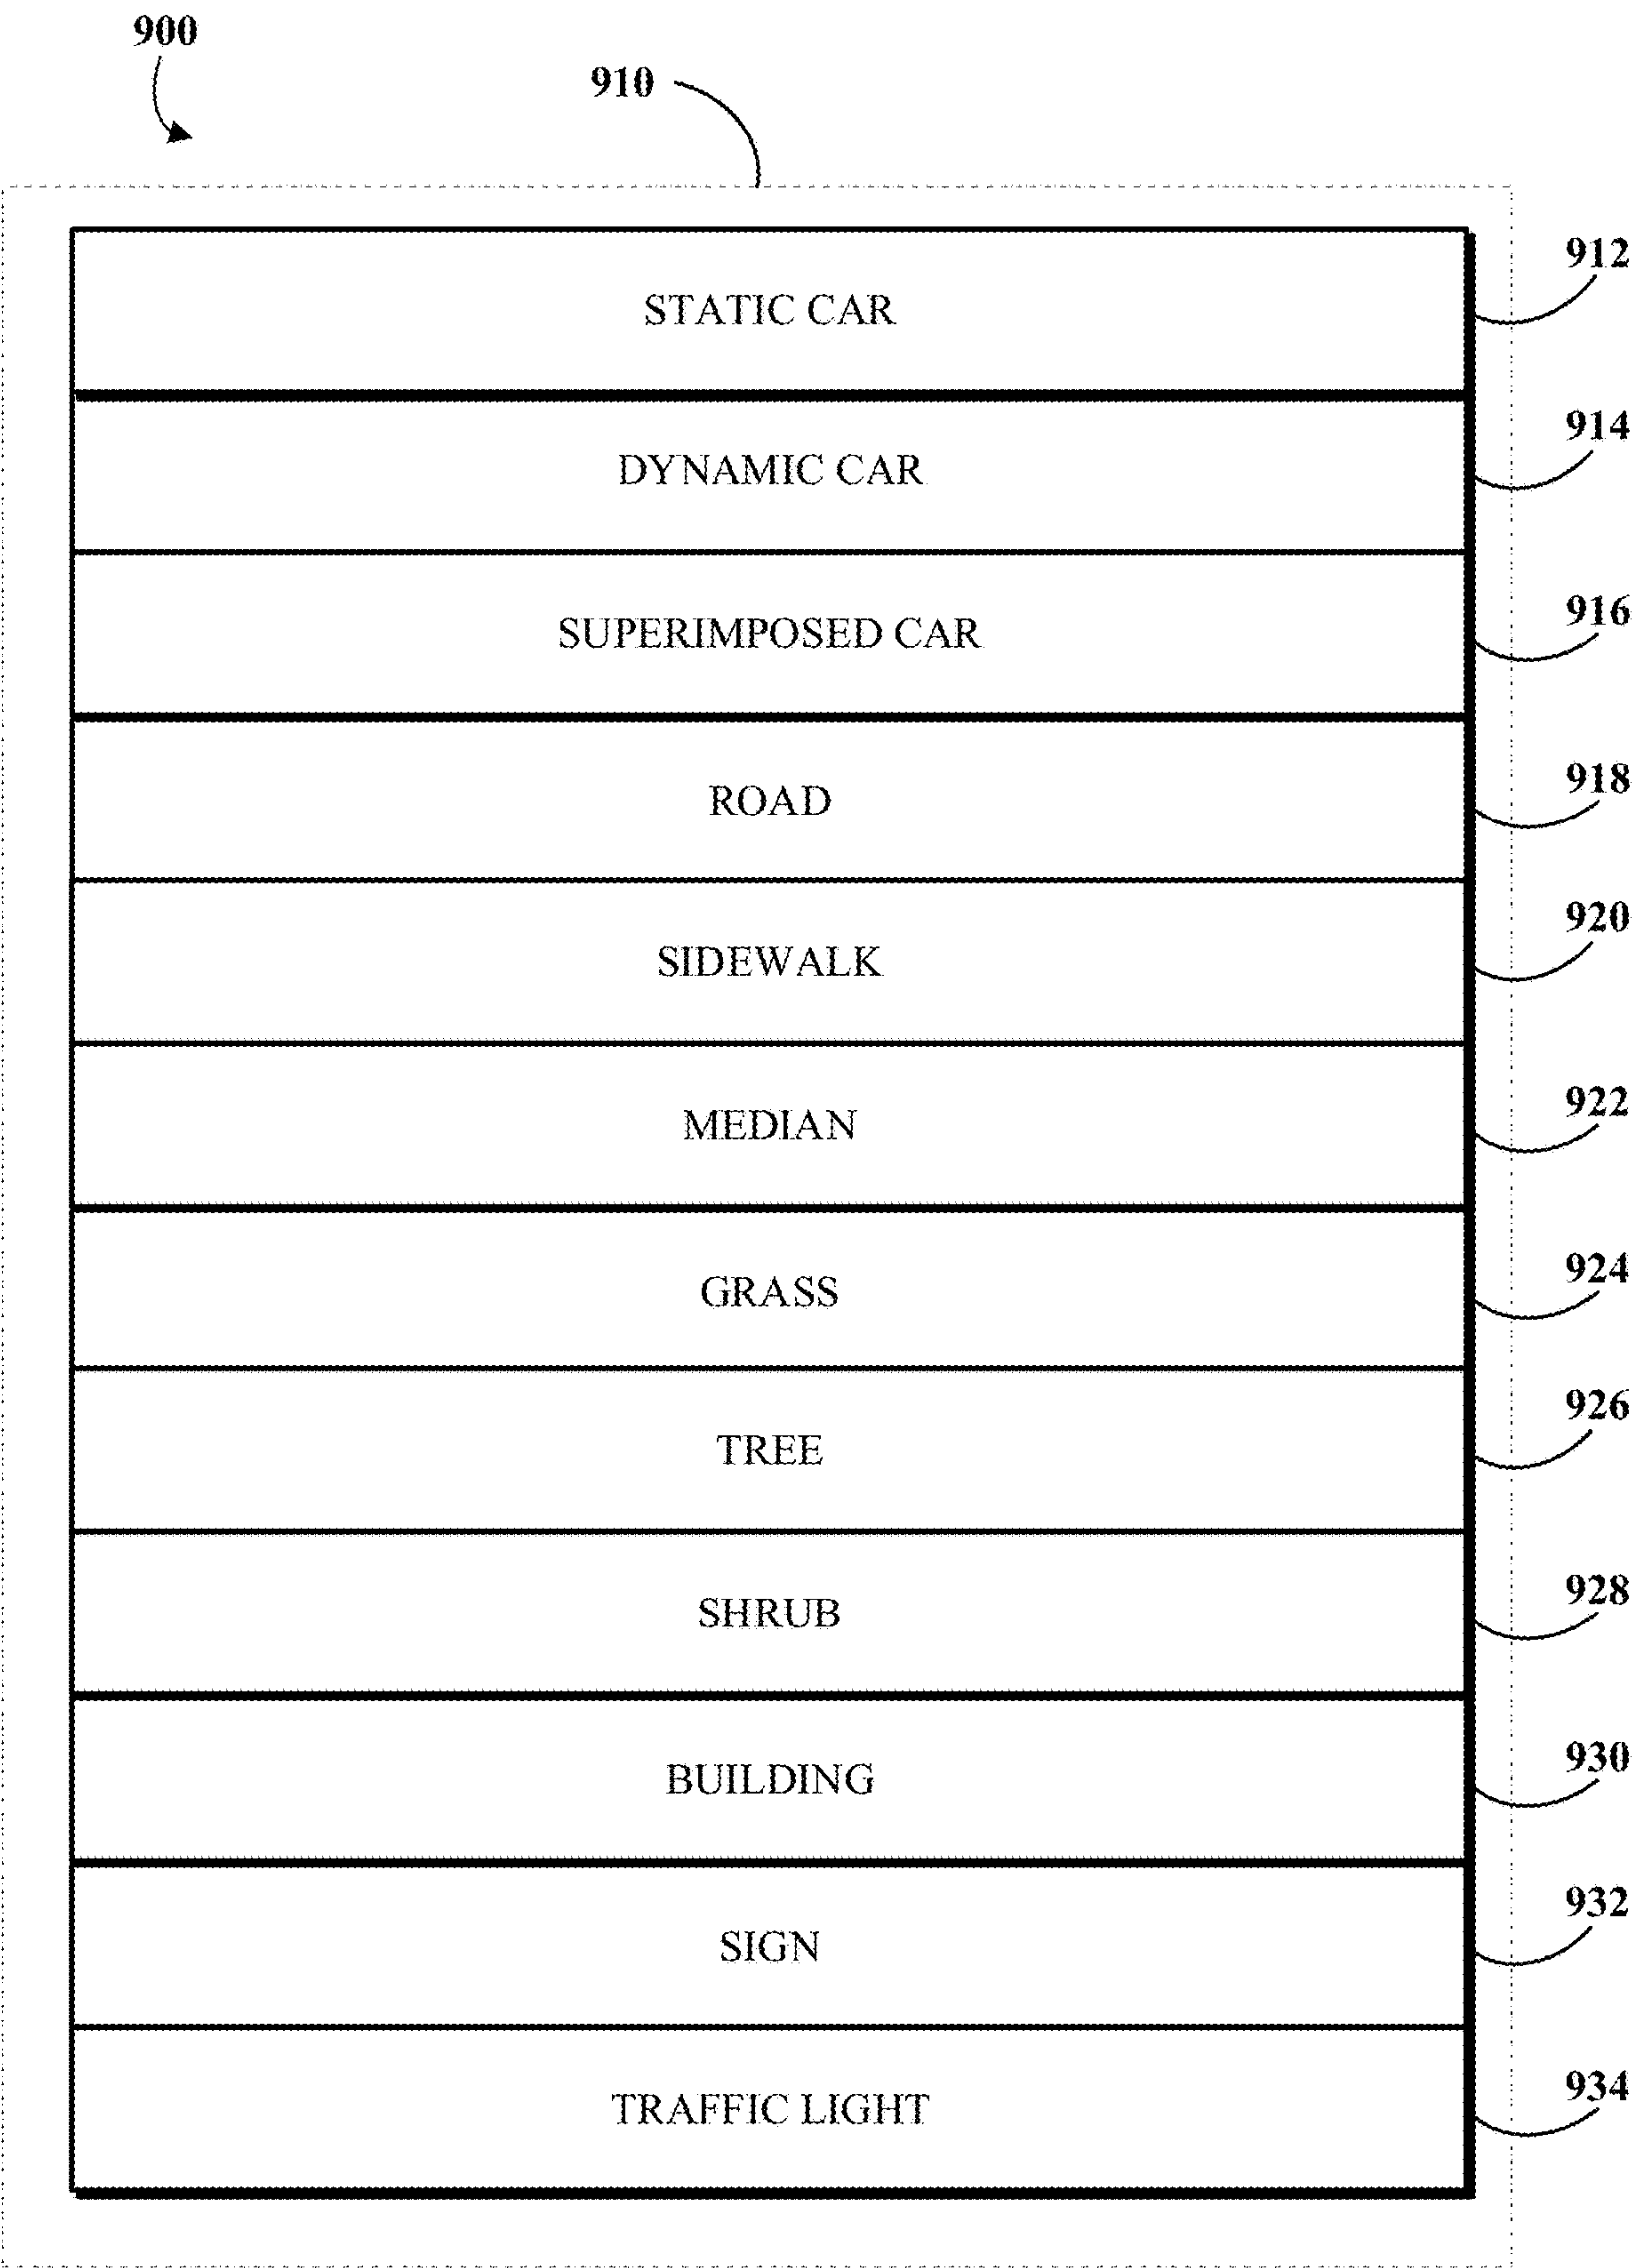 900
910
STATIC CAR 912
DYNAMIC CAR 914
SUPERIMPOSED CAR 916
ROAD 918
SIDEWALK 920
MEDIAN 922
GRASS 924
TREE 926
SHRUB 928
BUILDING 930
SIGN 932
TRAFFIC LIGHT 934